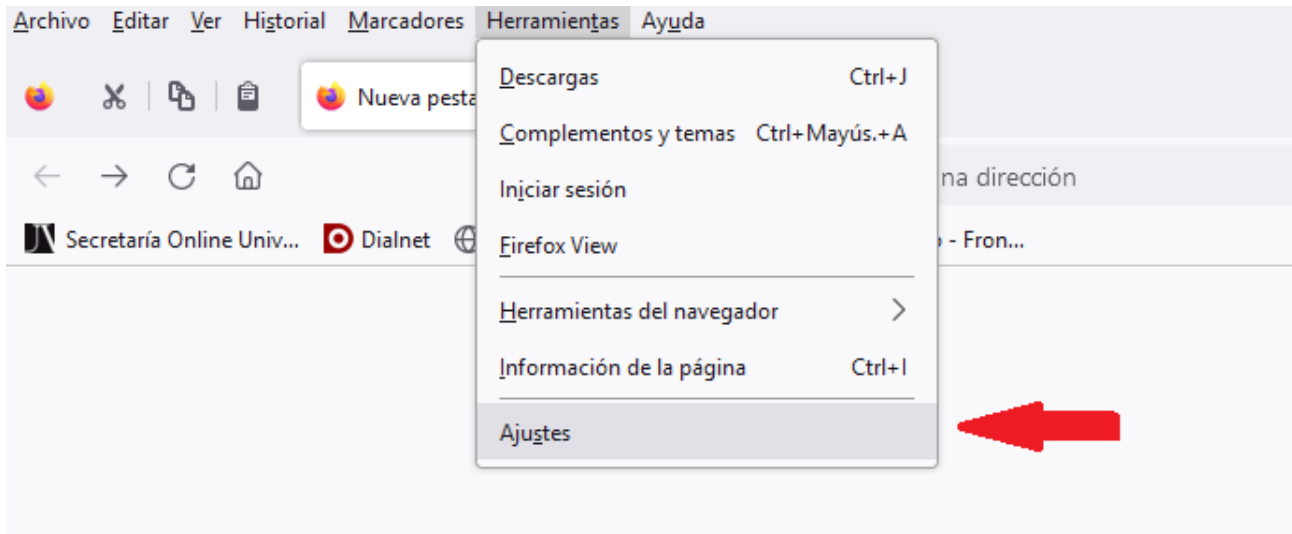 Archivo Editar Ver Historial Marcadores Herramientas Ayuda
Nueva pesta
na dirección
Secretaría Online Univ... Dialnet - Fron...
Descargas Ctrl+J
Complementos y temas Ctrl+Mayús.+A
Iniciar sesión
Firefox View
Herramientas del navegador
Información de la página Ctrl+I
Ajustes